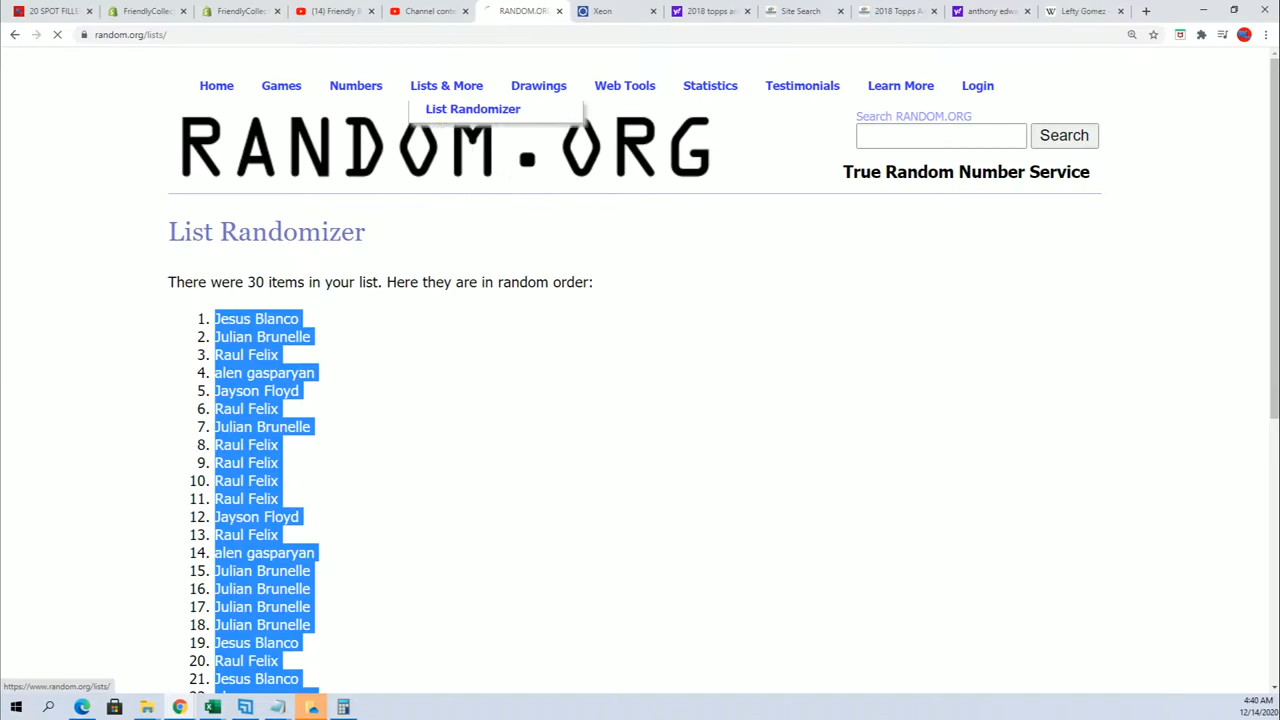 20 SPOT FILLE
FriendlyCollec
FriendlyCollec
(14) Friendly B
Channel conte
RANDOM.ORG
Xeon
2018 topps an
Site Search
2018 Topps A
anthony edwa
Lefty Gomez
random.org/lists/
Home Games Numbers Lists & More Drawings Web Tools Statistics Testimonials Learn More Login
List Randomizer
Search RANDOM.ORG
RANDOM.ORG
Search
True Random Number Service
List Randomizer
There were 30 items in your list. Here they are in random order:
1. Jesus Blanco
2. Julian Brunelle
3. Raul Felix
4. alen gasparyan
5. Jayson Floyd
6. Raul Felix
7. Julian Brunelle
8. Raul Felix
9. Raul Felix
10. Raul Felix
11. Raul Felix
12. Jayson Floyd
13. Raul Felix
14. alen gasparyan
15. Julian Brunelle
16. Julian Brunelle
17. Julian Brunelle
18. Julian Brunelle
19. Jesus Blanco
20. Raul Felix
21. Jesus Blanco
https://www.random.org/lists/
4:40 AM
12/14/2020